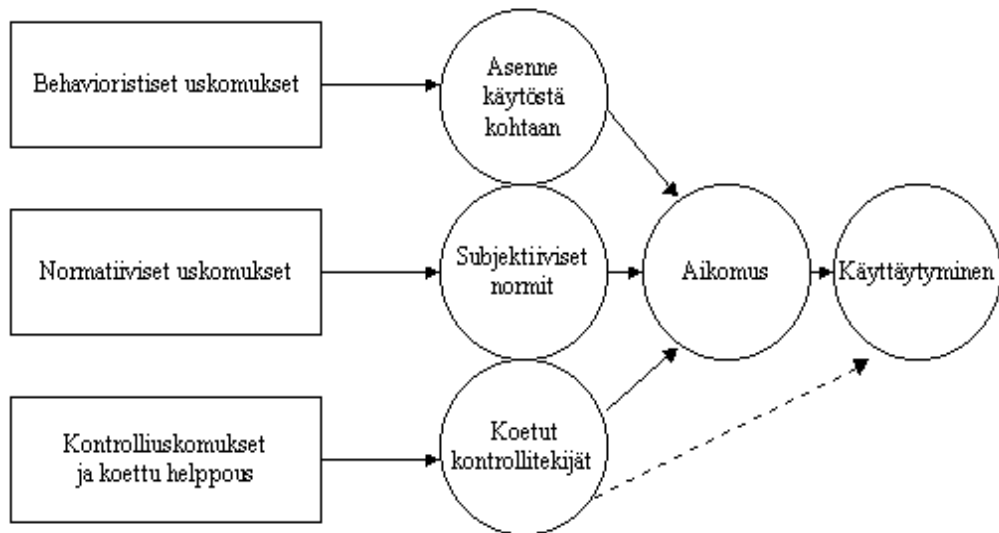 Behavioristiset uskomukset
Asenne
käytöstä
kohtaan
Normatiiviset uskomukset
Subjektiiviset
normit
Aikomus
Käyttäytyminen
Kontrolliuskomukset
ja koettu helppous
Koetut
kontrollitekijät